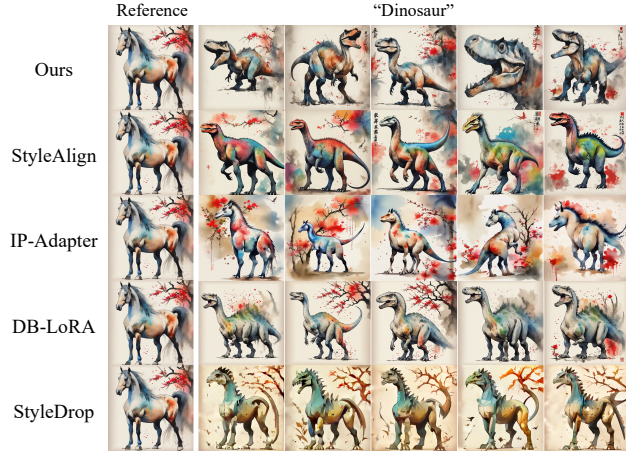 Reference
“Dinosaur”
Ours
StyleAlign
IP-Adapter
DB-LoRA
StyleDrop